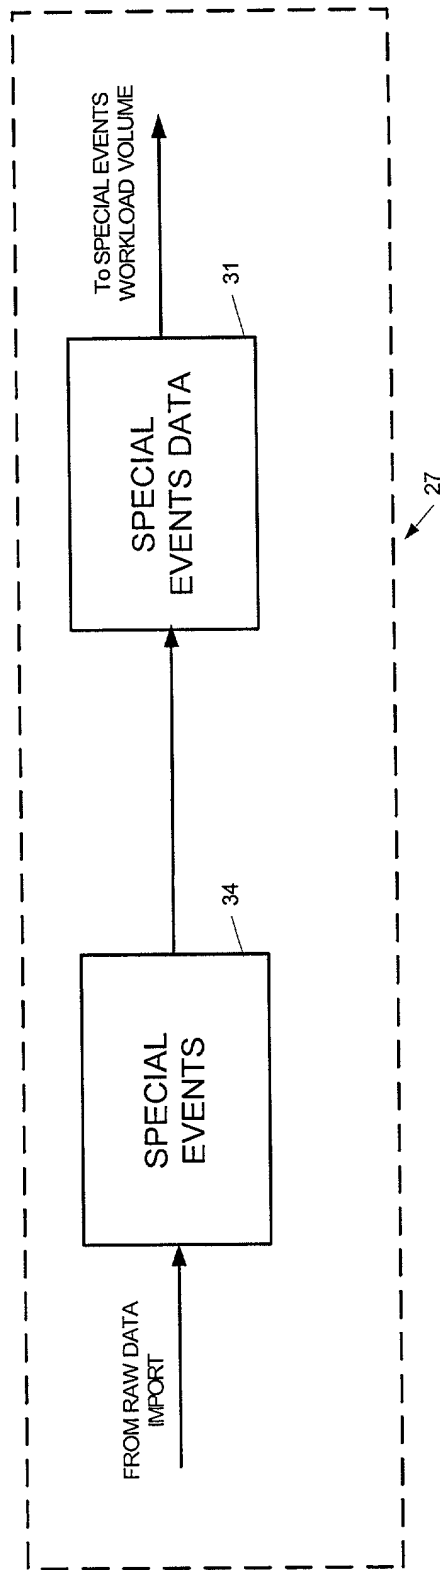 FROM RAW DATA
IMPORT
SPECIAL
EVENTS
34
SPECIAL
EVENTS DATA
31
To SPECIAL EVENTS
WORKLOAD VOLUME
27